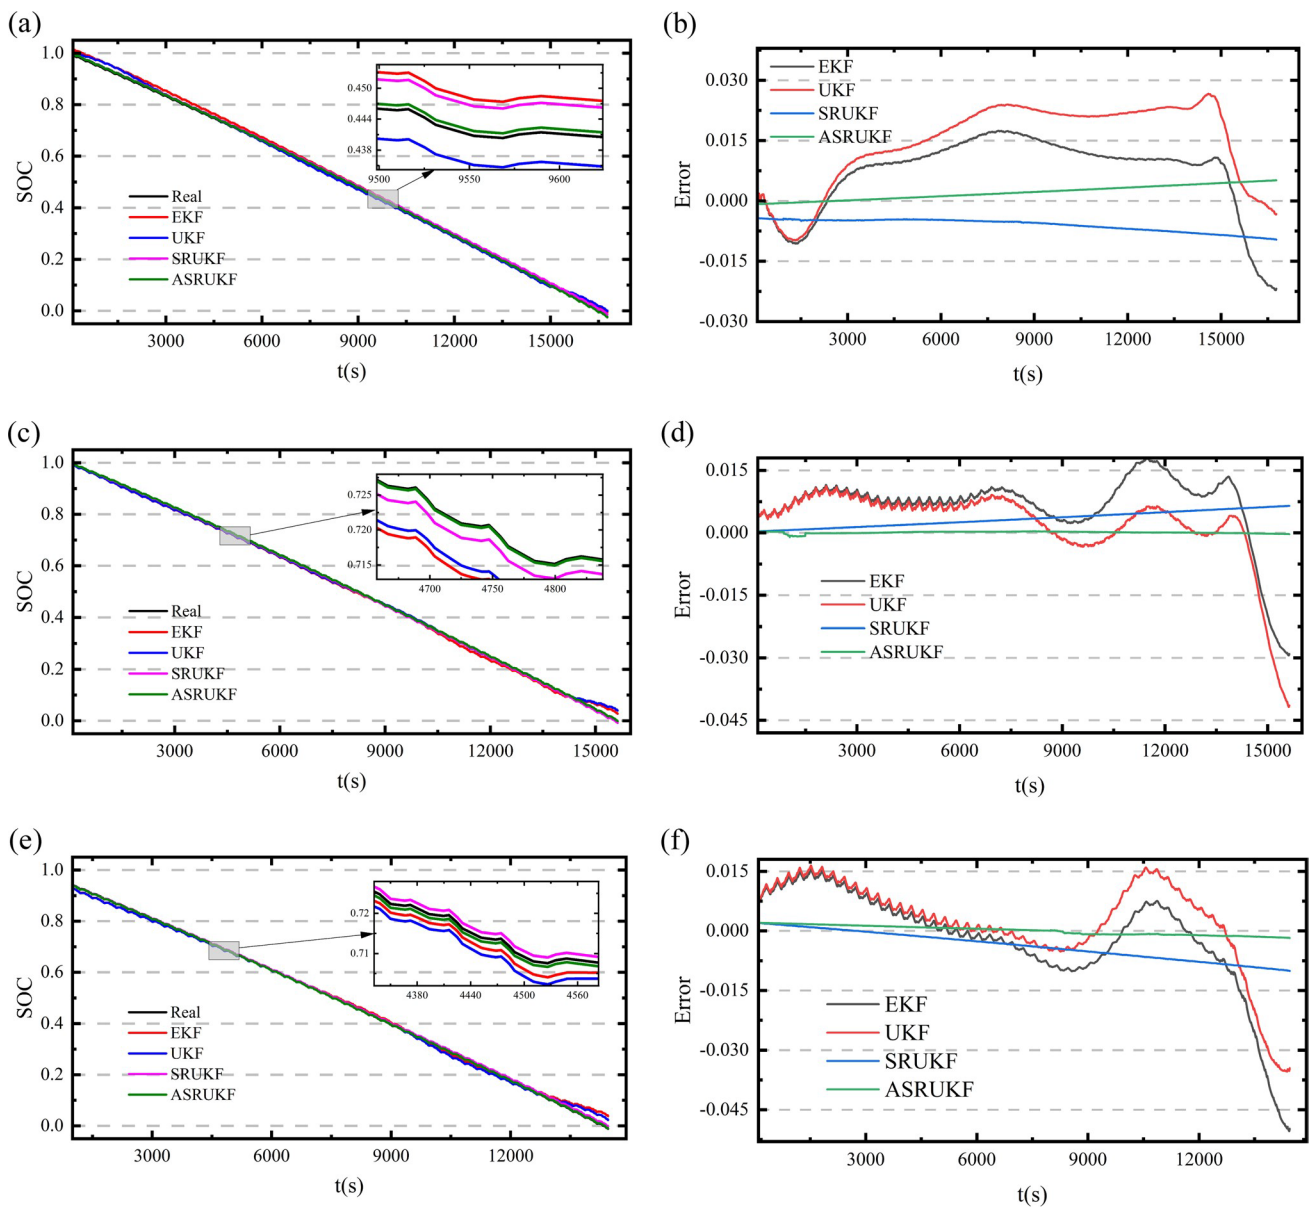 (a)
1.0
0.8
0.6
0.4
0.2
0.0
SOC
0.450
0.444
0.438
9500
9550
9600
Real
EKF
UKF
SRUKF
ASRUKF
3000
6000
9000
12000
15000
t(s)
(b)
0.030
0.015
0.000
-0.015
-0.030
Error
EKF
UKF
SRUKF
ASRUKF
3000
6000
9000
12000
15000
t(s)
(c)
1.0
0.8
0.6
0.4
0.2
0.0
SOC
0.725
0.720
0.715
4700
4750
4800
Real
EKF
UKF
SRUKF
ASRUKF
3000
6000
9000
12000
15000
t(s)
(d)
0.015
0.000
-0.015
-0.030
-0.045
Error
EKF
UKF
SRUKF
ASRUKF
3000
6000
9000
12000
15000
t(s)
(e)
1.0
0.8
0.6
0.4
0.2
0.0
SOC
0.72
0.71
4380
4440
4500
4560
Real
EKF
UKF
SRUKF
ASRUKF
3000
6000
9000
12000
t(s)
(f)
0.015
0.000
-0.015
-0.030
-0.045
Error
EKF
UKF
SRUKF
ASRUKF
3000
6000
9000
12000
t(s)